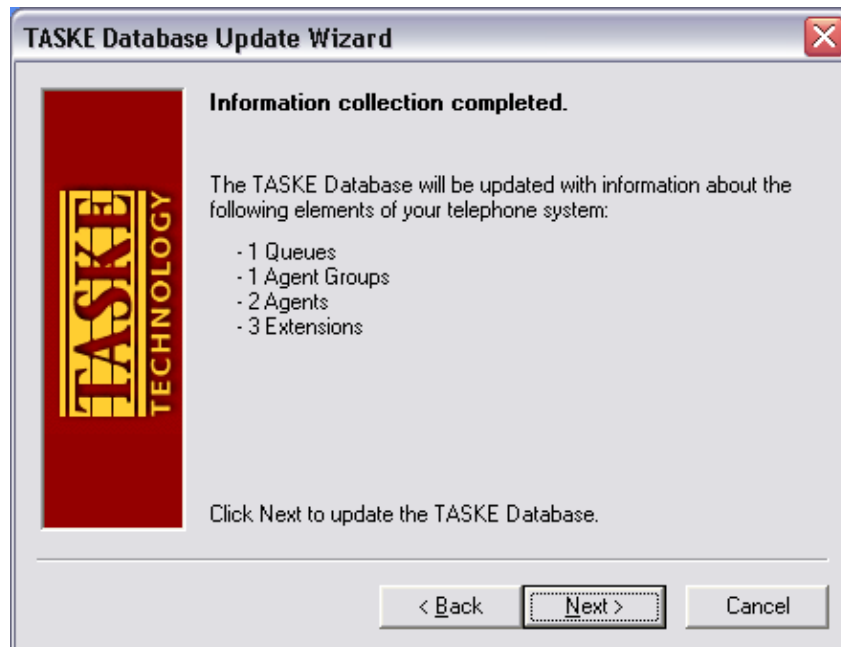 TASKE Database Update Wizard
TASKE
TECHNOLOGY
Information collection completed.
The TASKE Database will be updated with information about the
following elements of your telephone system:
- 1 Queues
- 1 Agent Groups
- 2 Agents
- 3 Extensions
Click Next to update the TASKE Database.
< Back
Next >
Cancel